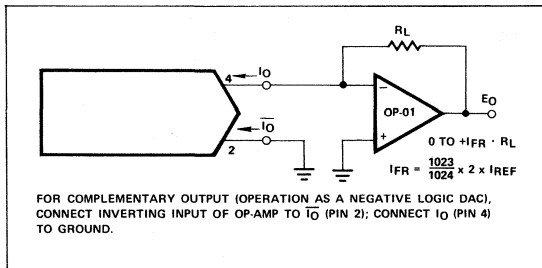 RL
4
IO
EO
OP-01
−
+
IO
2
0 TO +IFR · RL
IFR = 1023/1024 x 2 x IREF
FOR COMPLEMENTARY OUTPUT (OPERATION AS A NEGATIVE LOGIC DAC),
CONNECT INVERTING INPUT OF OP-AMP TO I̅O̅ (PIN 2); CONNECT IO (PIN 4)
TO GROUND.